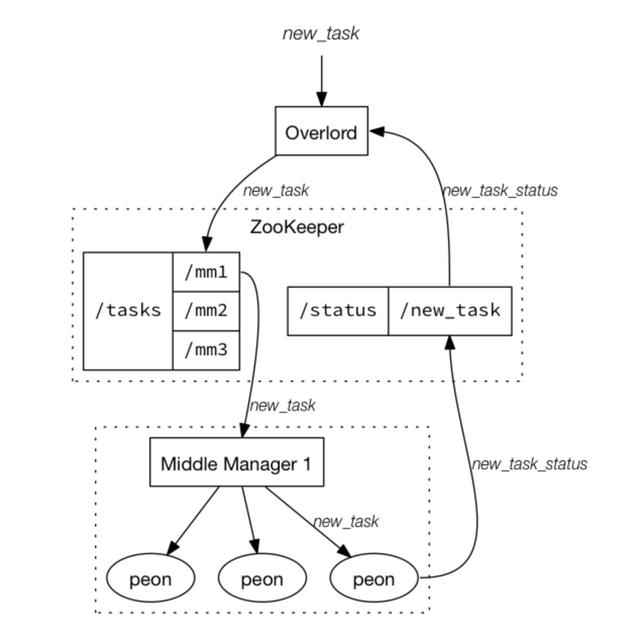 new_task
Overlord
new_task
new_task_status
ZooKeeper
/tasks
/mm1
/mm2
/mm3
/status
/new_task
new_task
Middle Manager 1
new_task_status
new_task
peon
peon
peon